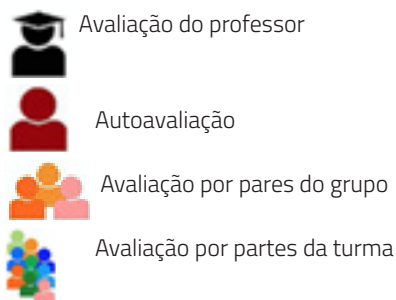 Avaliação do professor
Autoavaliação
Avaliação por pares do grupo
Avaliação por partes da turma